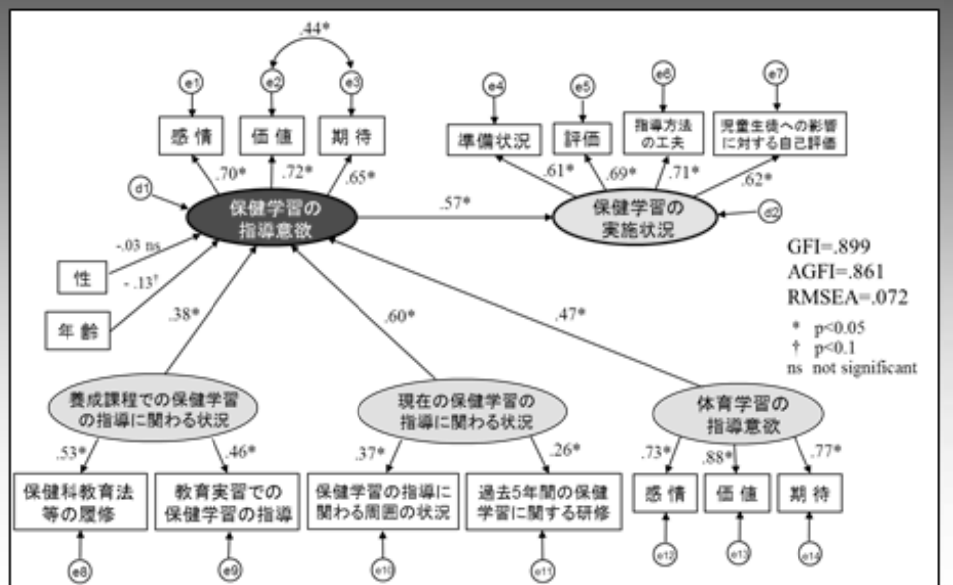 .44*
e1
e2
e3
e4
e5
e6
e7
感情
価値
期待
準備状況
評価
指導方法
の工夫
児童生徒への影響
に対する自己評価
.70*
.72*
.65*
.61*
.69*
.71*
.62*
d1
保健学習の
指導意欲
.57*
保健学習の
実施状況
d2
-.03 ns
-.13†
性
年齢
GFI=.899
AGFI=.861
RMSEA=.072
* p<0.05
† p<0.1
ns not significant
.38*
.60*
.47*
養成課程での保健学習
の指導に関わる状況
現在の保健学習の
指導に関わる状況
体育学習の
指導意欲
.53*
.46*
.37*
.26*
.73*
.88*
.77*
保健科教育法
等の履修
教育実習での
保健学習の指導
保健学習の指導に
関わる周囲の状況
過去5年間の保健
学習に関する研修
感情
価値
期待
e8
e9
e10
e11
e12
e13
e14